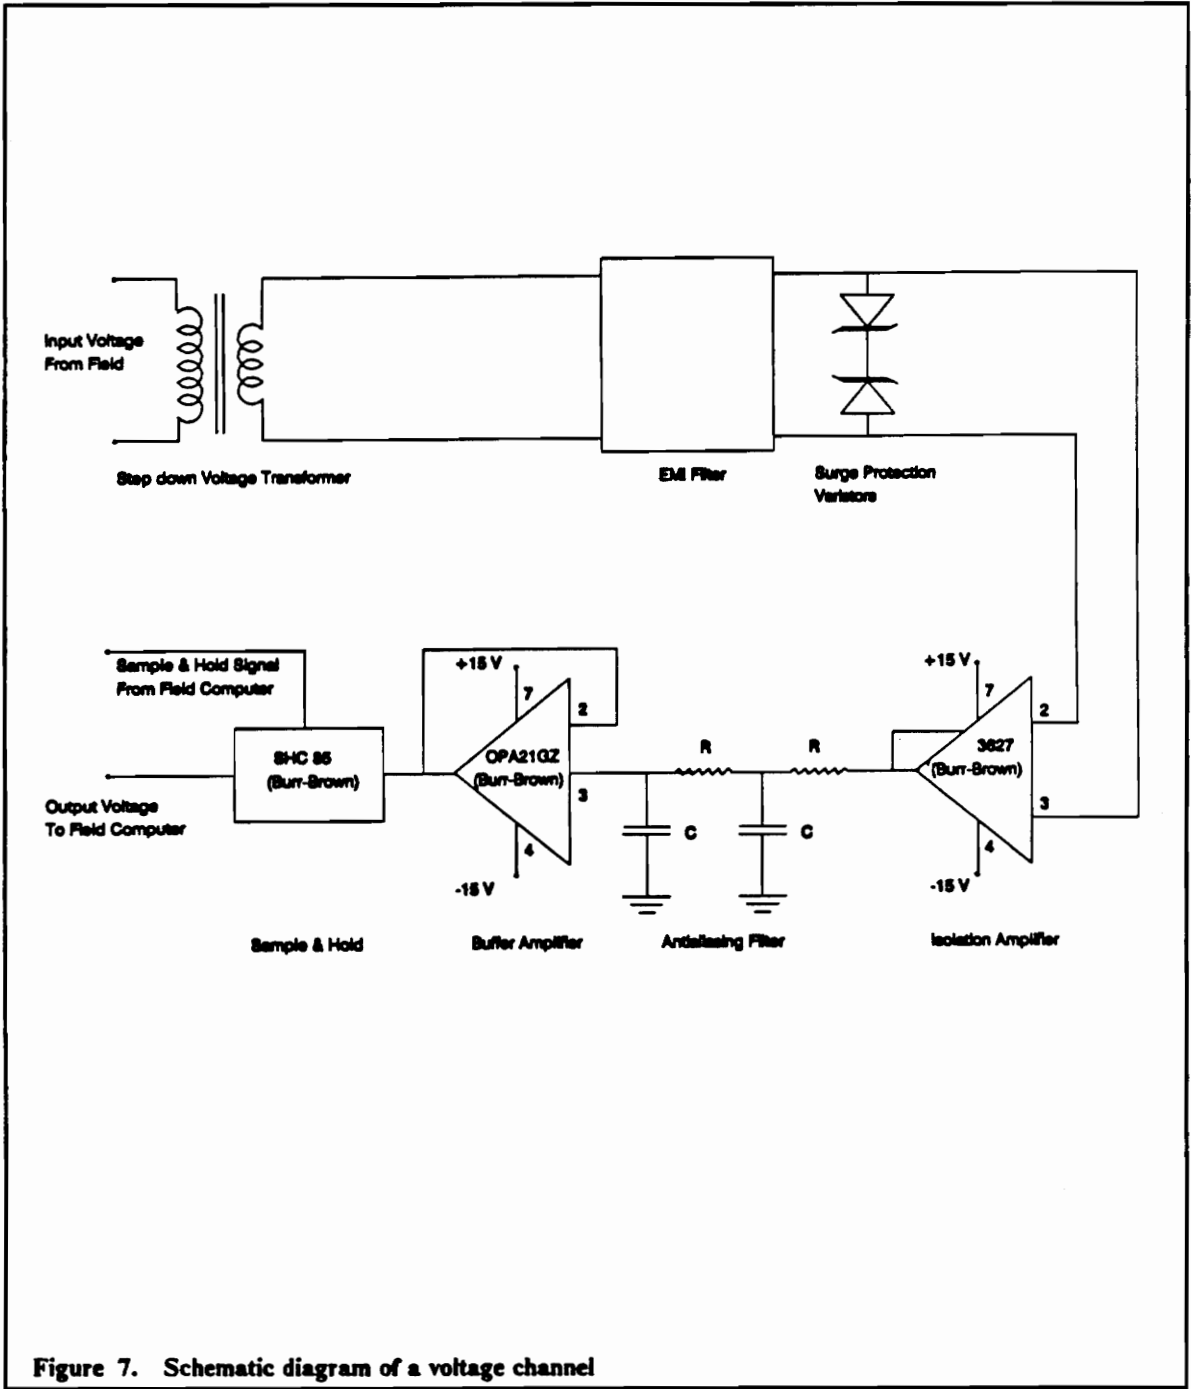 Input Voltage
From Field
Step down Voltage Transformer
EMI Filter
Surge Protection
Varistors
Sample & Hold Signal
From Field Computer
SHC 85
(Burr-Brown)
Output Voltage
To Field Computer
+15 V
7
2
OPA21GZ
(Burr-Brown)
3
4
-15 V
R
R
C
C
+15 V
7
2
3627
(Burr-Brown)
3
4
-15 V
Sample & Hold
Buffer Amplifier
Antialiasing Filter
Isolation Amplifier
Figure 7. Schematic diagram of a voltage channel